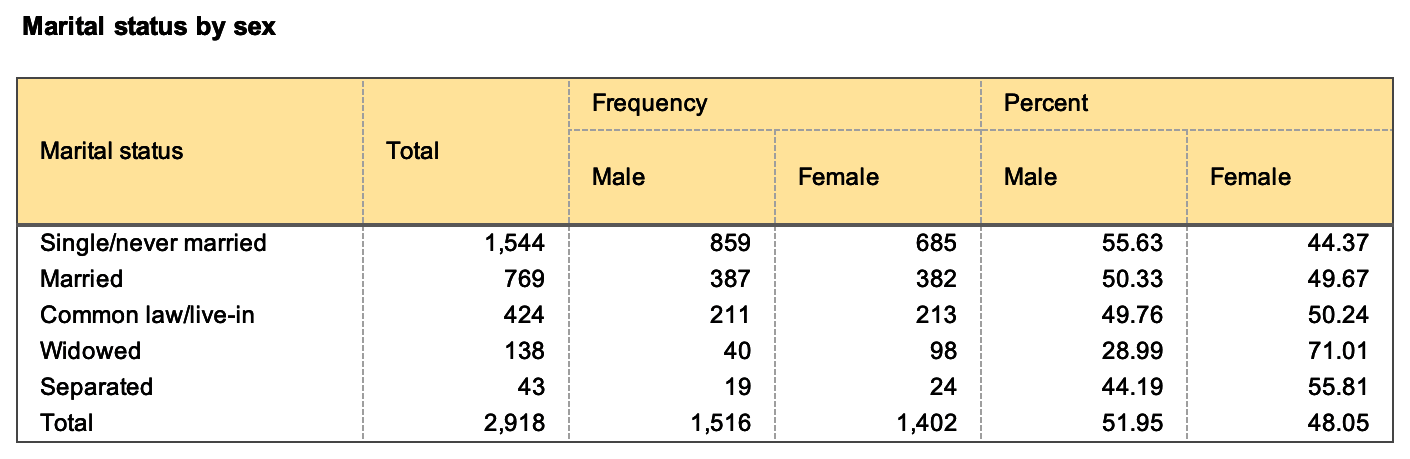 Marital status by sex
Frequency Percent
Marital status Total
Male Female Male Female
Single/never married 1,544 859 685 55.63 44.37
Married 769 387 382 50.33 49.67
Common law/live-in 424 211 213 49.76 50.24
Widowed 138 40 98 28.99 71.01
Separated 43 19 24 44.19 55.81
Total 2,918 1,516 1,402 51.95 48.05